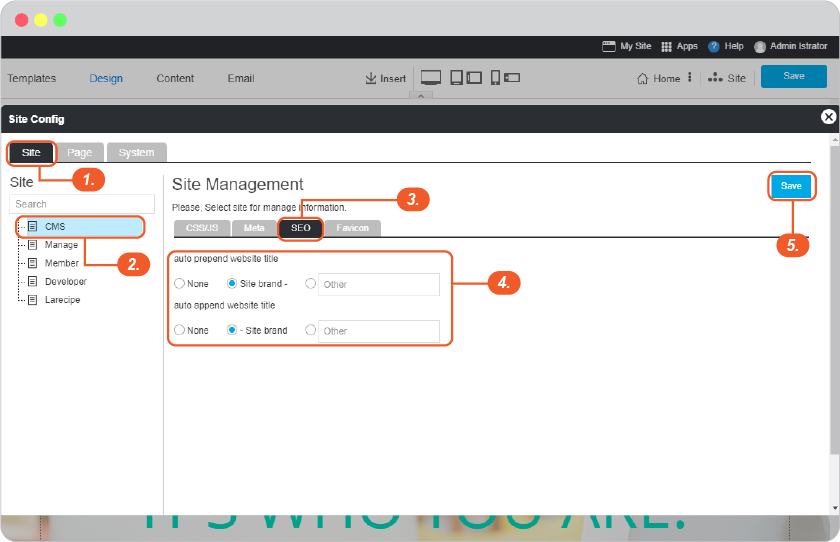 My Site Apps ? Help Admin Istrator
Templates Design Content Email Insert Home Site Save
Site Config
Site Page System
1.
Site
Search
CMS
Manage
Member
Developer
Larecipe
2.
Site Management
Please, Select site for manage information.
Save
3.
CSS/JS Meta SEO Favicon
5.
auto prepend website title
None Site brand - Other
4.
auto append website title
None - Site brand Other
IT'S WHO YOU ARE.